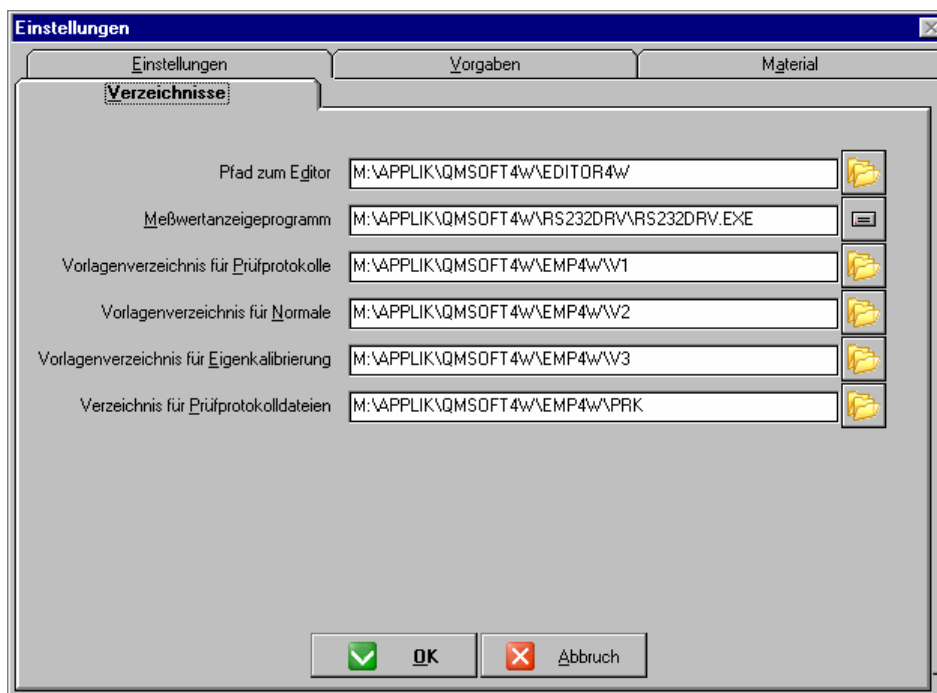 Einstellungen
Einstellungen Vorgaben Material
Verzeichnisse
Pfad zum Editor M:\APPLIK\QMSOFT4W\EDITOR4W
Meßwertanzeigeprogramm M:\APPLIK\QMSOFT4W\RS232DRV\RS232DRV.EXE
Vorlagenverzeichnis für Prüfprotokolle M:\APPLIK\QMSOFT4W\EMP4W\V1
Vorlagenverzeichnis für Normale M:\APPLIK\QMSOFT4W\EMP4W\V2
Vorlagenverzeichnis für Eigenkalibrierung M:\APPLIK\QMSOFT4W\EMP4W\V3
Verzeichnis für Prüfprotokolldateien M:\APPLIK\QMSOFT4W\EMP4W\PRK
OK Abbruch